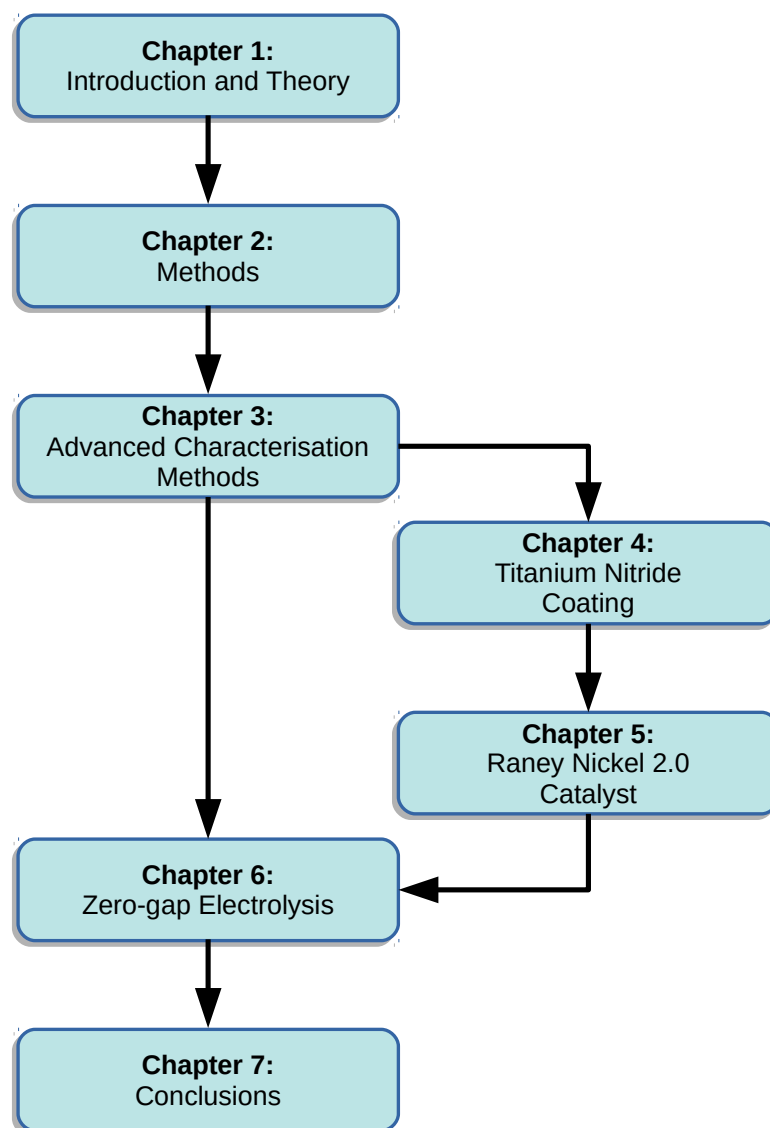 Chapter 1:
Introduction and Theory
Chapter 2:
Methods
Chapter 3:
Advanced Characterisation
Methods
Chapter 4:
Titanium Nitride
Coating
Chapter 5:
Raney Nickel 2.0
Catalyst
Chapter 6:
Zero-gap Electrolysis
Chapter 7:
Conclusions